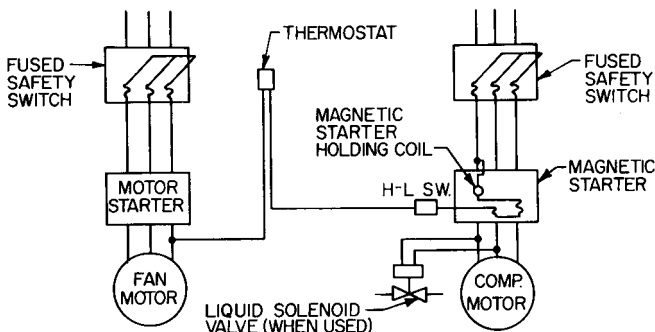 FUSED
SAFETY
SWITCH
THERMOSTAT
FUSED
SAFETY
SWITCH
MAGNETIC
STARTER
HOLDING COIL
MAGNETIC
STARTER
MOTOR
STARTER
H-L SW.
FAN
MOTOR
LIQUID SOLENOID
VALVE (WHEN USED)
COMP.
MOTOR